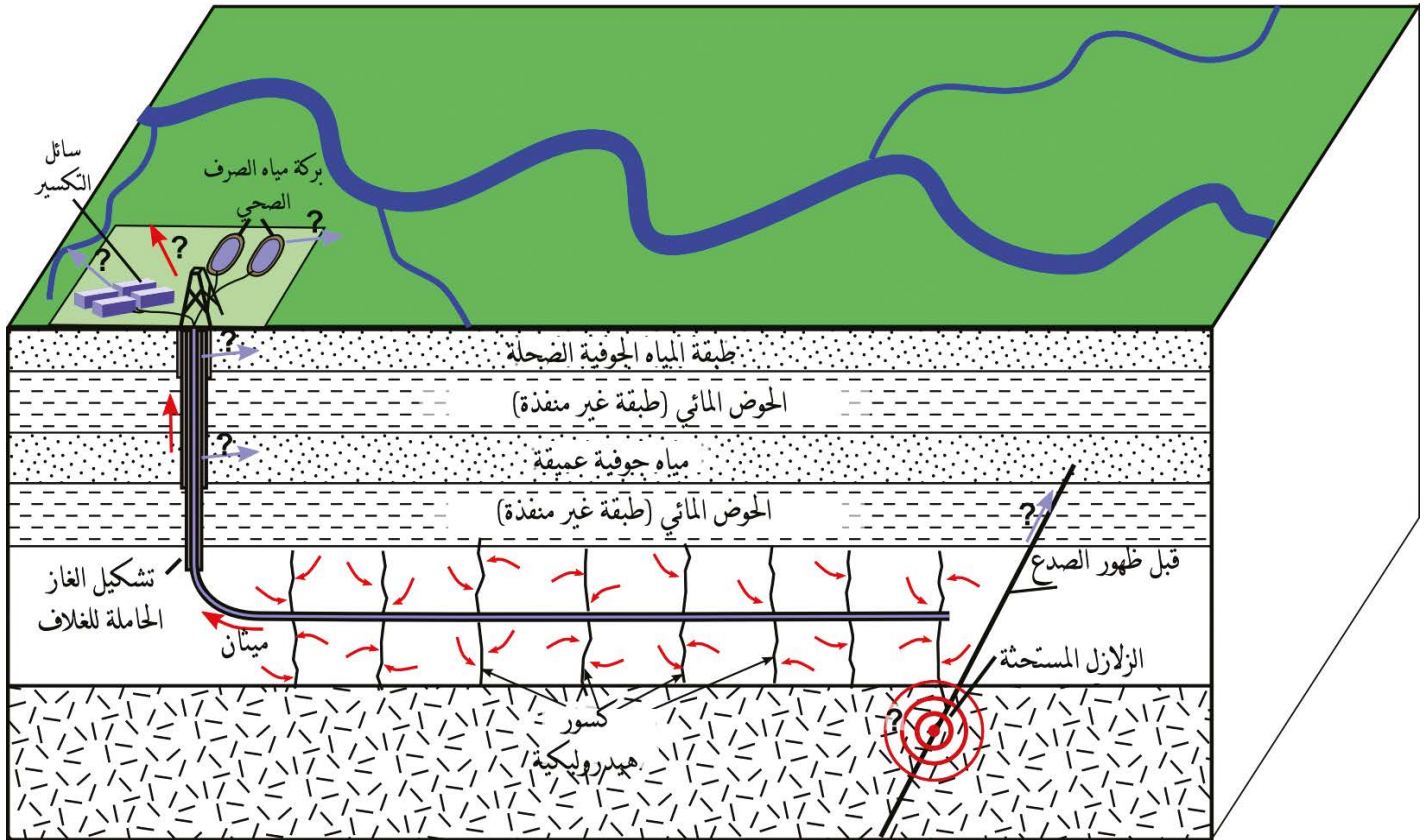 سائل
التكسير
بركة مياه الصرف
الصحي
?
?
?
?
طبقة المياه الجوفية الضحلة
الحوض المائي (طبقة غير منفذة)
?
مياه جوفية عميقة
الحوض المائي (طبقة غير منفذة)
?
قبل ظهور الصدع
تشكيل الغاز
الحاملة للغلاف
ميثان
الزلازل المستحثة
كسور
هيدروليكية
?